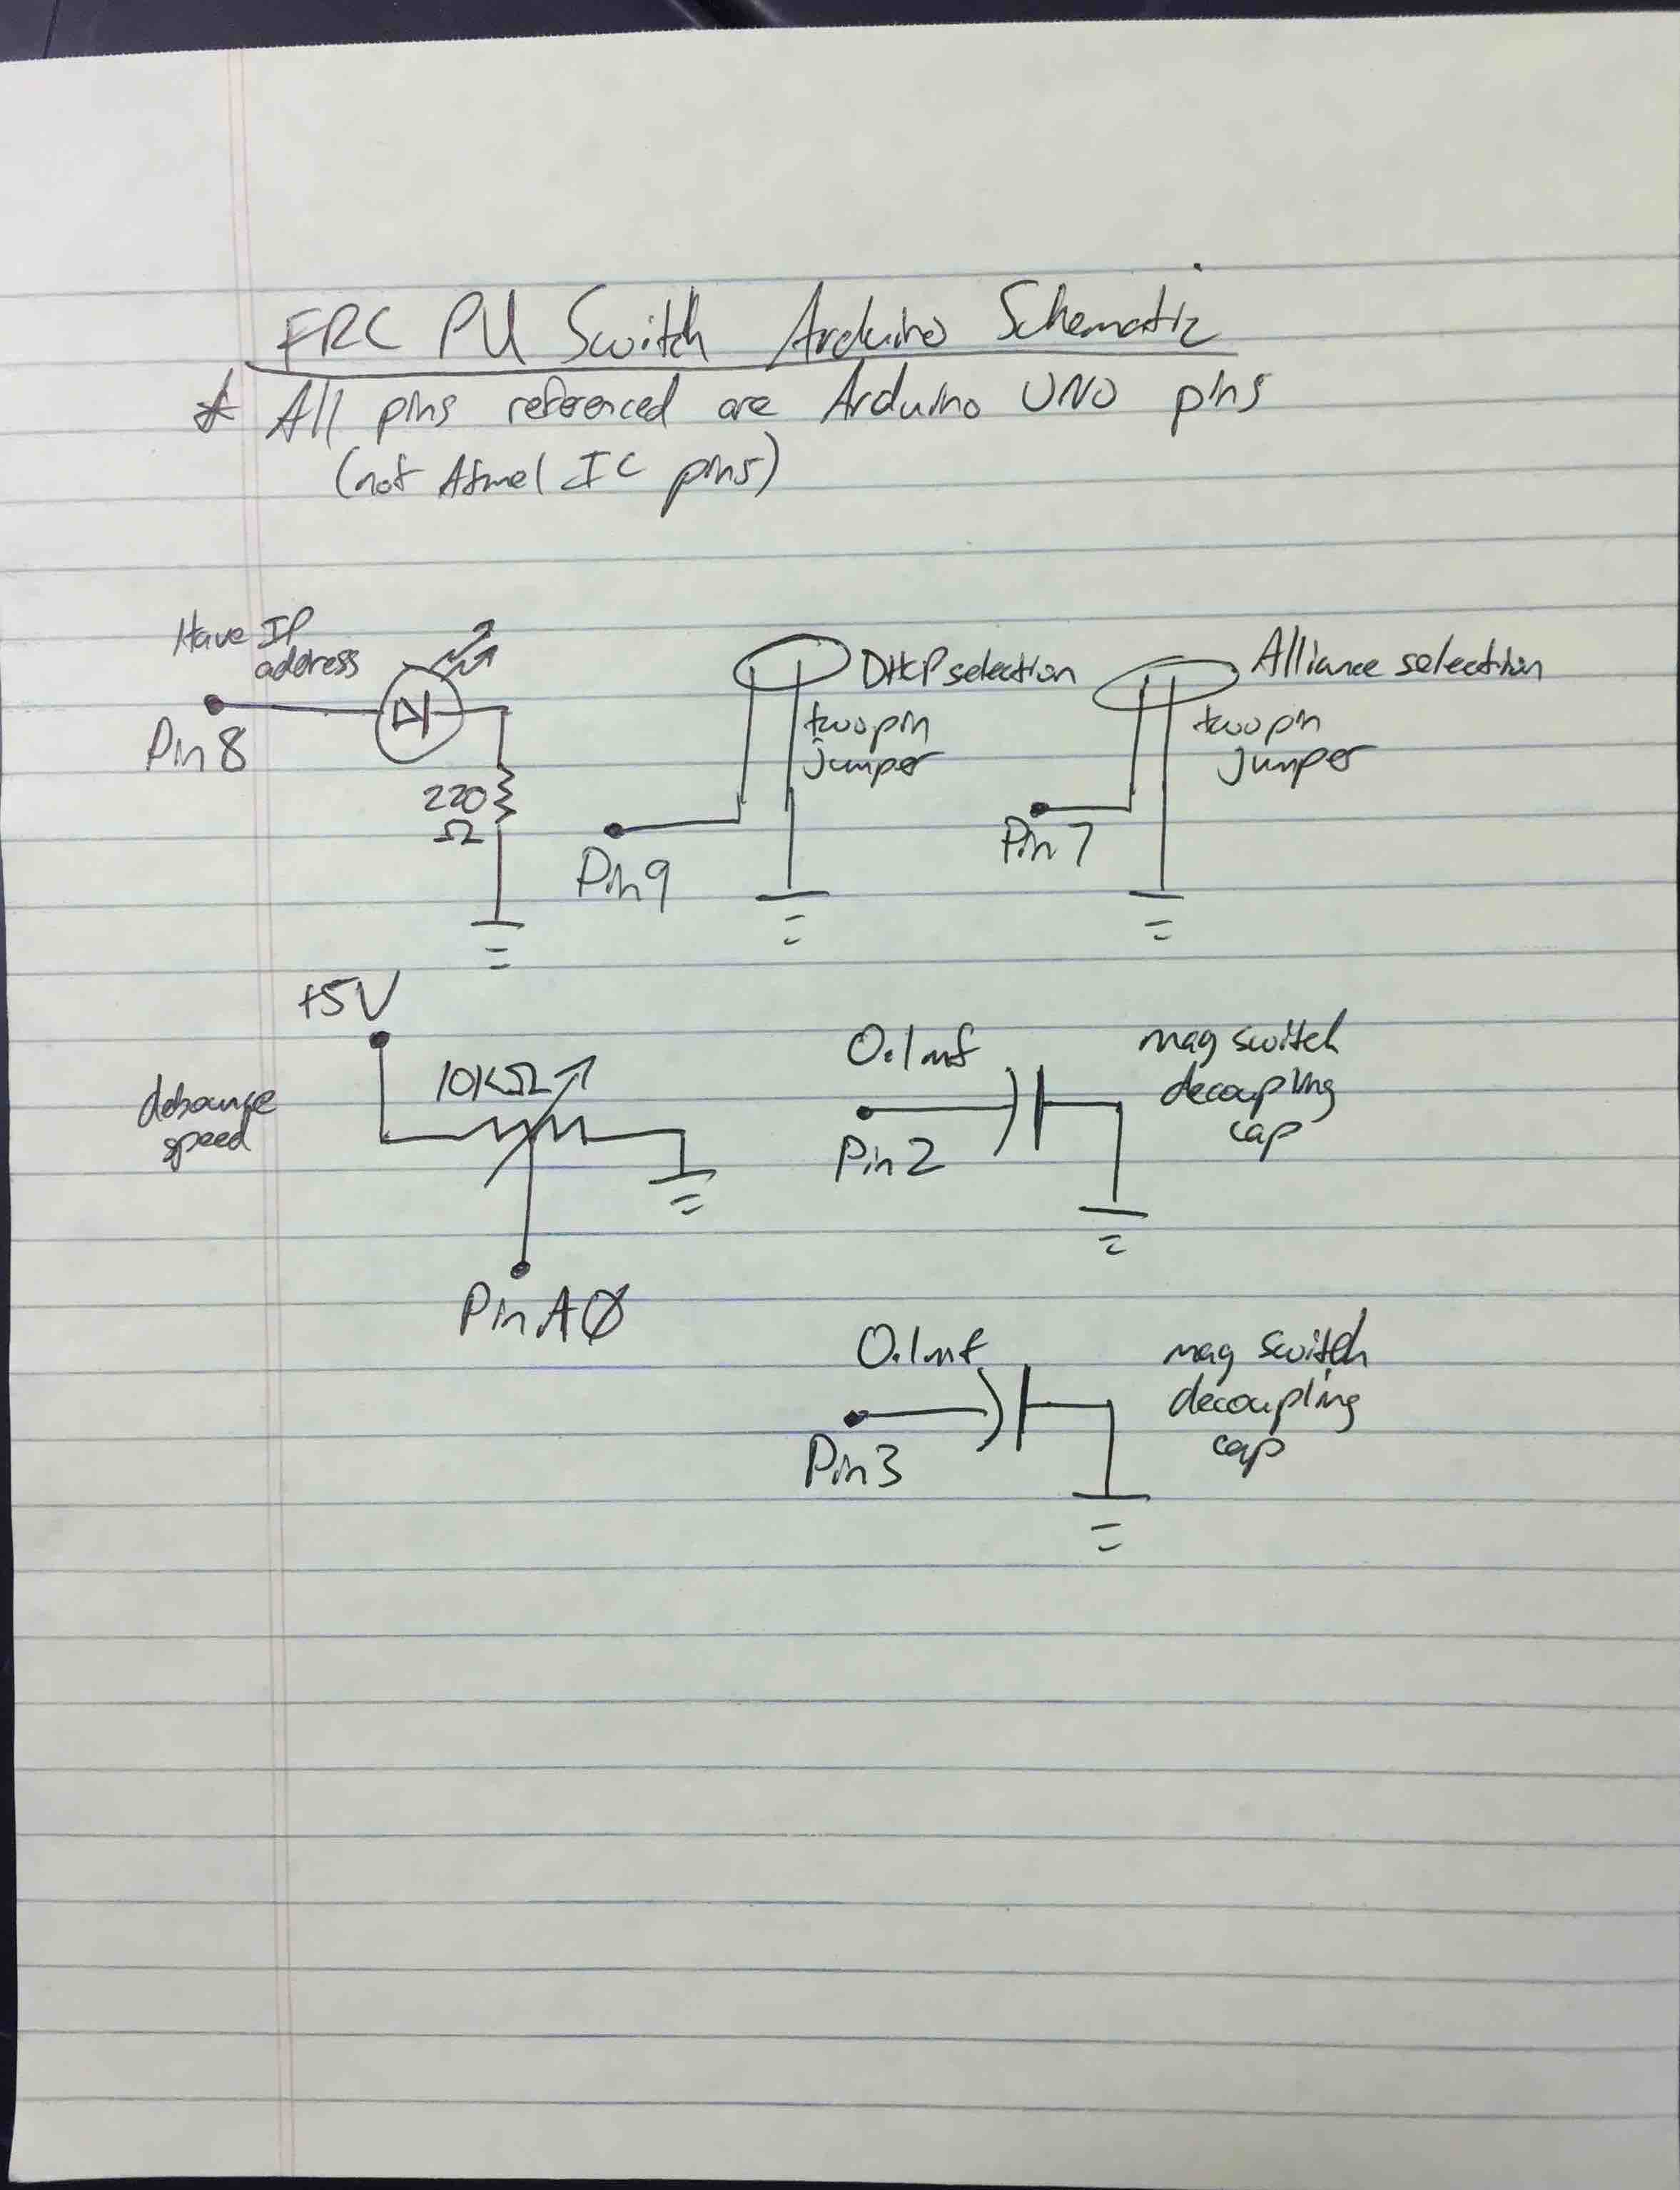 FRC PU Switch Arduino Schematic
* All pins referenced are Arduino UNO pins
(not Atmel IC pins)
Have IP
address
Pin 8
220
Ω
DHCP selection
two pin
jumper
Pin 9
Alliance selection
two pin
jumper
Pin 7
+5V
10KΩ
debounce
speed
Pin A0
0.1mf
mag switch
decoupling
cap
Pin 2
0.1mf
mag switch
decoupling
cap
Pin 3